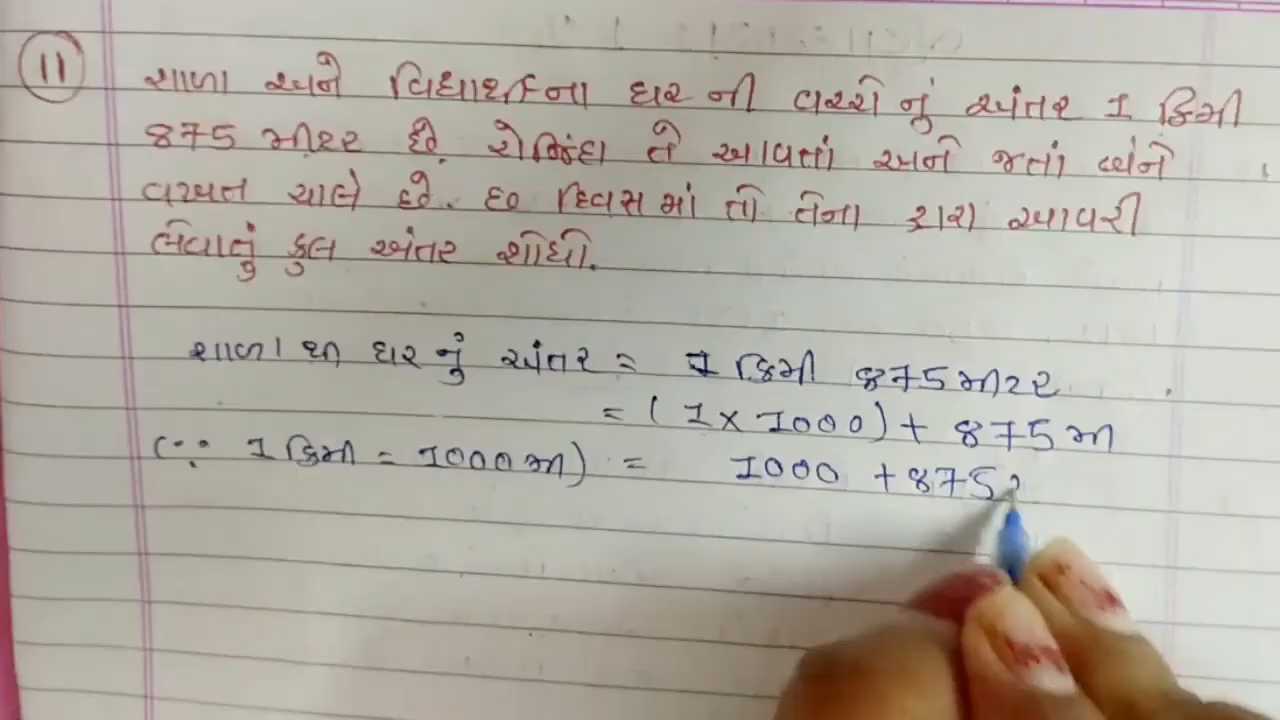 11 શાળા અને વિદ્યાર્થીના ઘર ની વચ્ચે નું અંતર 1 કિમી
875 મીટર છે. રોજિંદા તે આવતાં અને જતાં બંને
વખત ચાલે છે. ૬૦ દિવસ માં તો તેના દ્વારા આવરી
લેવાતું કુલ અંતર શોધો.
શાળા થી ઘર નું અંતર = 1 કિમી 875 મીટર
= (1 x 1000) + 875 મી
(∵ 1 કિમી = 1000 મી) = 1000 + 875